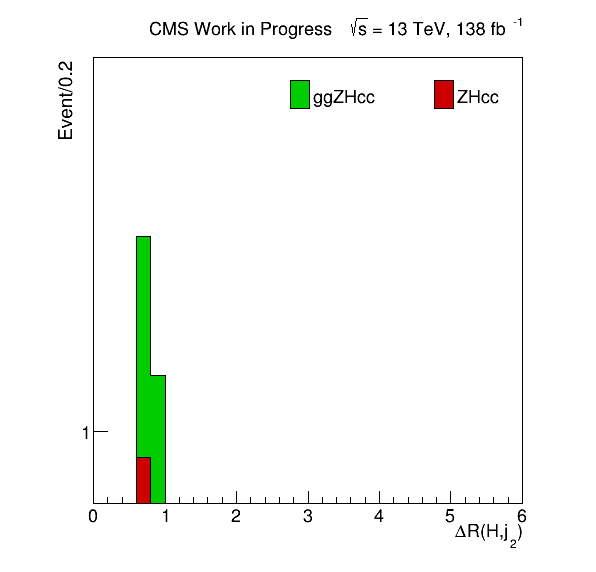 CMS Work in Progress √s = 13 TeV, 138 fb⁻¹
Event/0.2
ggZHcc ZHcc
1
0 1 2 3 4 5 6
ΔR(H,j₂)